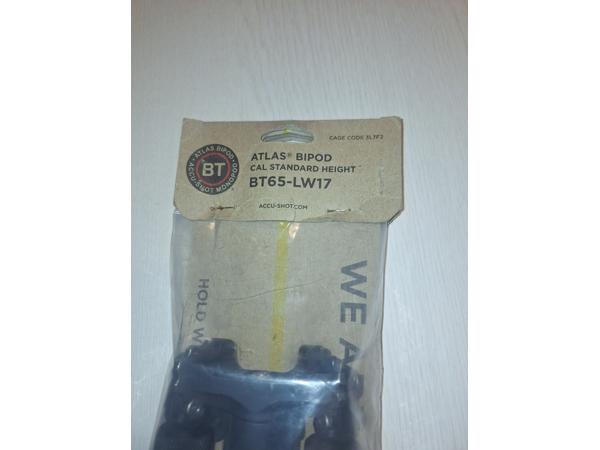 CAGE CODE 3L7F2
ATLAS BIPOD
BT
ACCU-SHOT MONOPOD
ATLAS® BIPOD
CAL STANDARD HEIGHT
BT65-LW17
ACCU-SHOT.COM
WE A
HOLD W